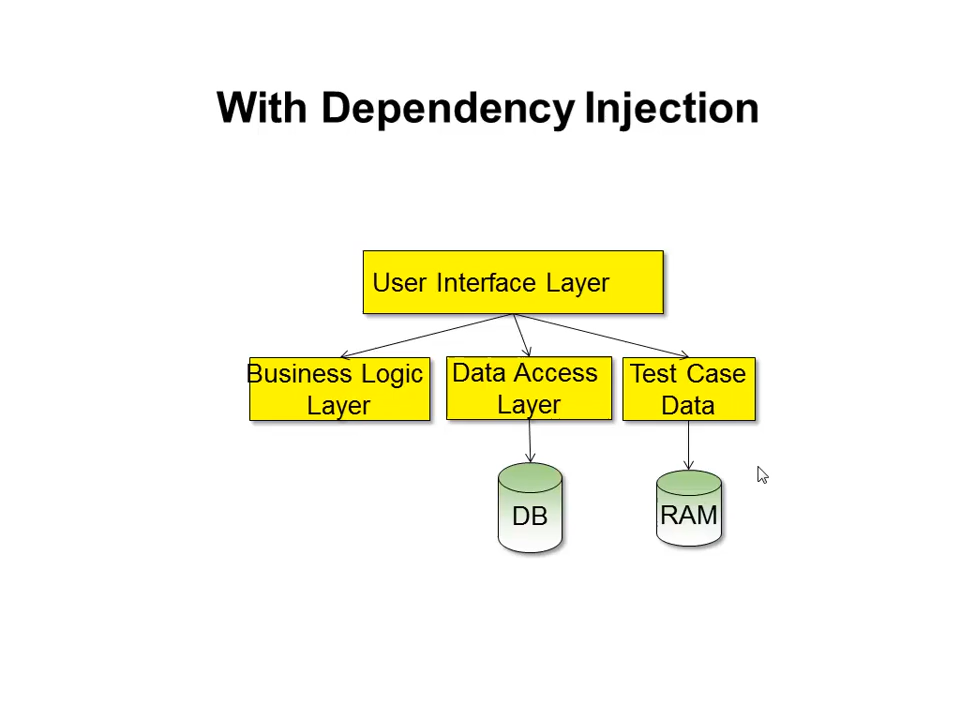 With Dependency Injection
User Interface Layer
Business Logic
Layer
Data Access
Layer
Test Case
Data
DB
RAM